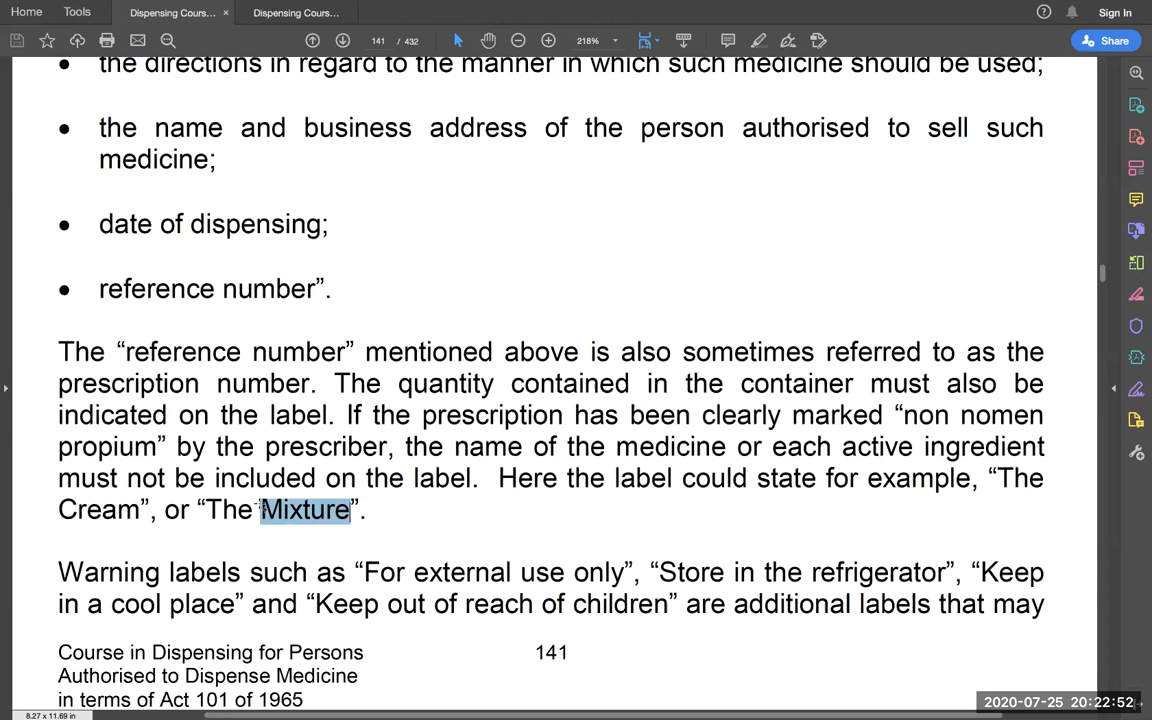 Home Tools Dispensing Cours... × Dispensing Cours... Sign In
141 / 432 218% Share
• the directions in regard to the manner in which such medicine should be used;
• the name and business address of the person authorised to sell such
medicine;
• date of dispensing;
• reference number”.
The “reference number” mentioned above is also sometimes referred to as the
prescription number. The quantity contained in the container must also be
indicated on the label. If the prescription has been clearly marked “non nomen
propium” by the prescriber, the name of the medicine or each active ingredient
must not be included on the label. Here the label could state for example, “The
Cream”, or “The Mixture”.
Warning labels such as “For external use only”, “Store in the refrigerator”, “Keep
in a cool place” and “Keep out of reach of children” are additional labels that may
Course in Dispensing for Persons 141
Authorised to Dispense Medicine
in terms of Act 101 of 1965
2020-07-25 20:22:52
8.27 x 11.69 in